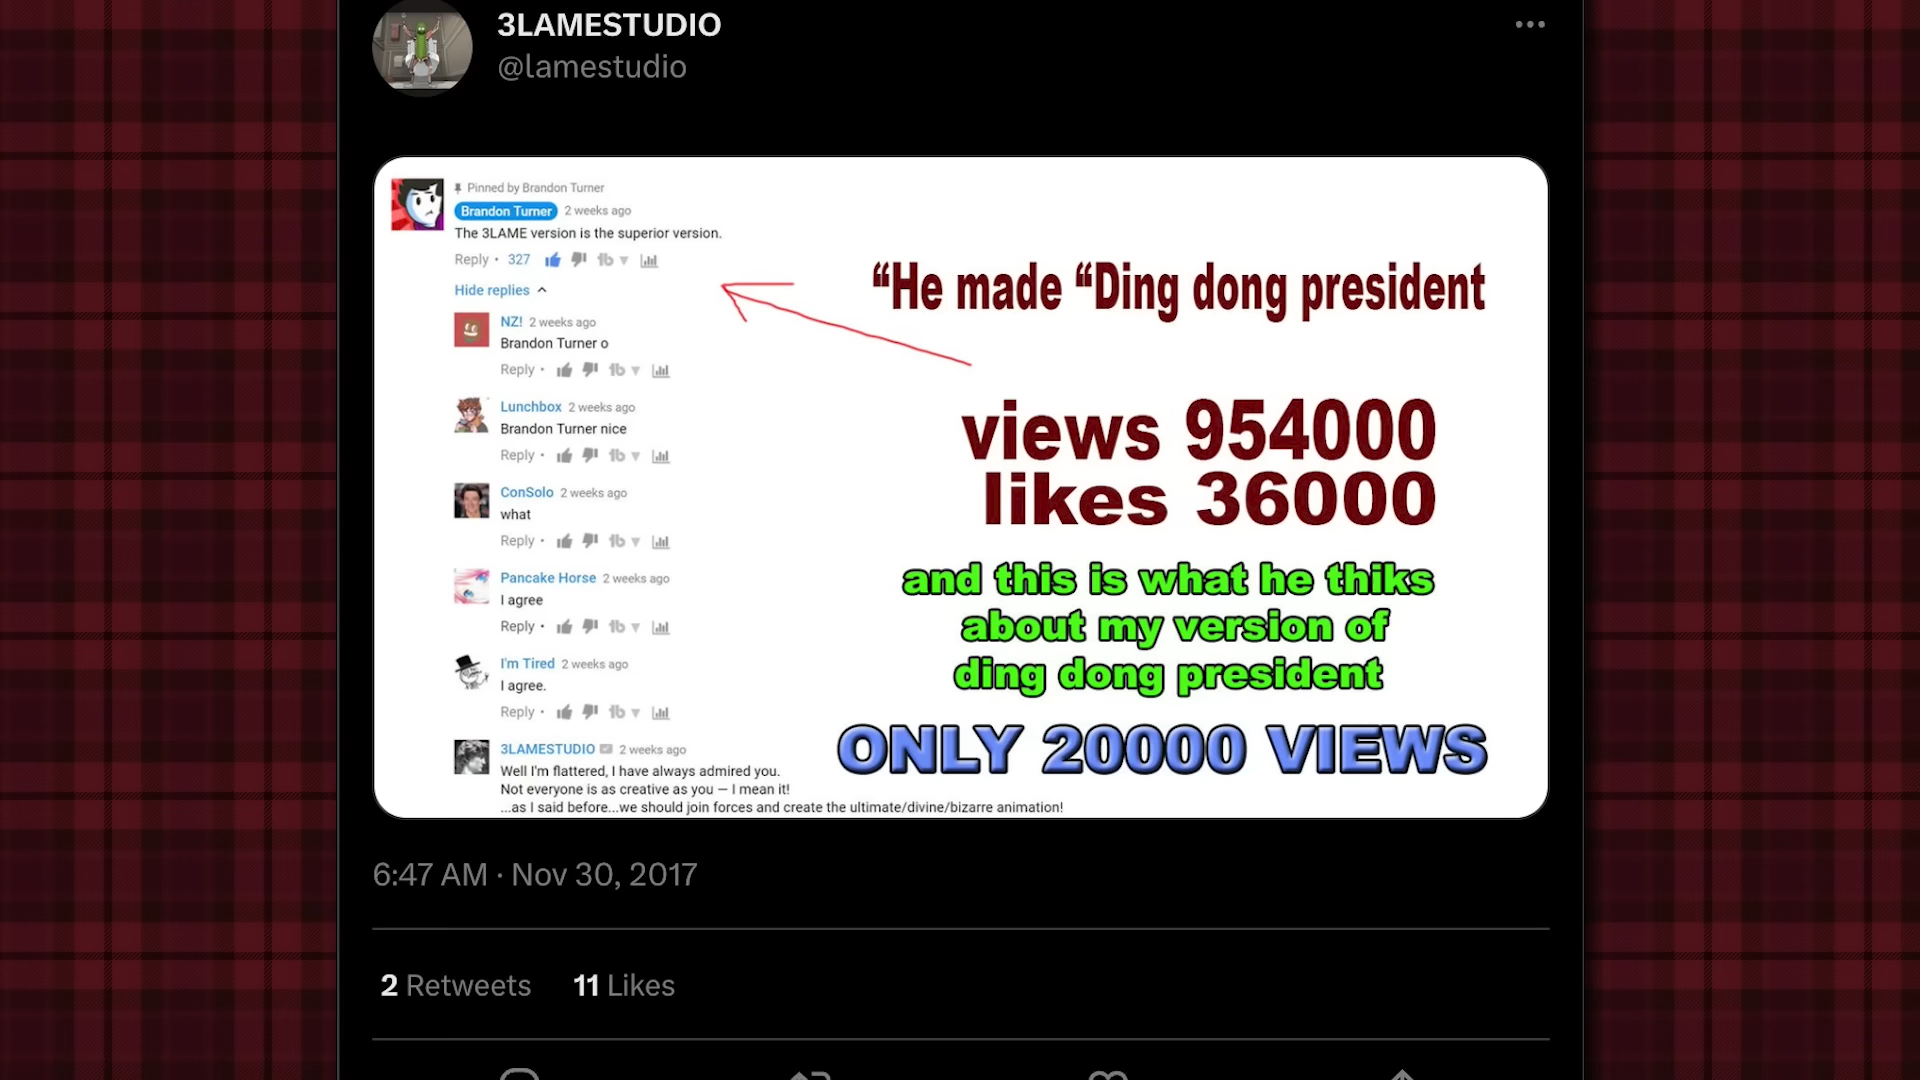 3LAMESTUDIO
@lamestudio
Pinned by Brandon Turner
Brandon Turner 2 weeks ago
The 3LAME version is the superior version.
Reply • 327
Hide replies
NZ! 2 weeks ago
Brandon Turner o
Reply •
Lunchbox 2 weeks ago
Brandon Turner nice
Reply •
ConSolo 2 weeks ago
what
Reply •
Pancake Horse 2 weeks ago
I agree
Reply •
I'm Tired 2 weeks ago
I agree.
Reply •
3LAMESTUDIO 2 weeks ago
Well I'm flattered, I have always admired you.
Not everyone is as creative as you — I mean it!
...as I said before...we should join forces and create the ultimate/divine/bizarre animation!
“He made “Ding dong president
views 954000
likes 36000
and this is what he thiks
about my version of
ding dong president
ONLY 20000 VIEWS
6:47 AM · Nov 30, 2017
2 Retweets 11 Likes